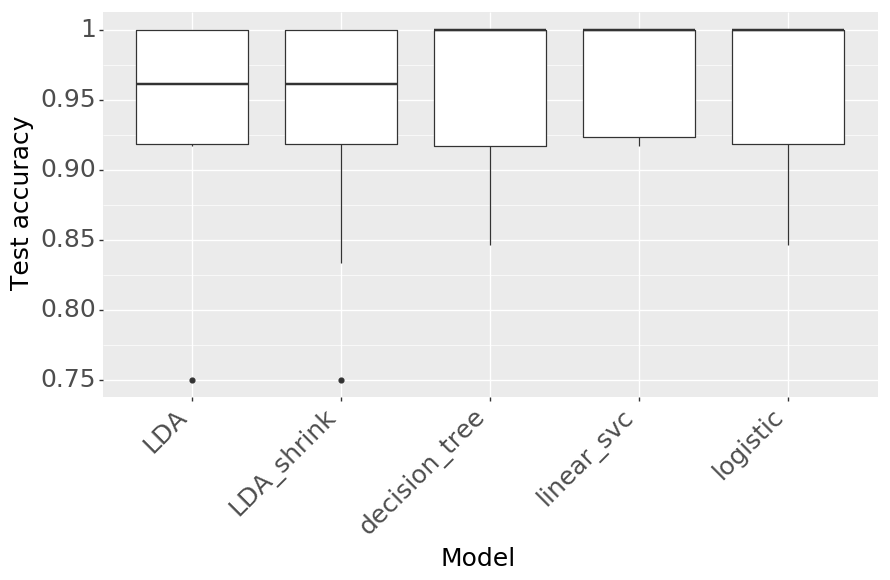 Test accuracy
1
0.95
0.90
0.85
0.80
0.75
LDA
LDA_shrink
decision_tree
linear_svc
logistic
Model